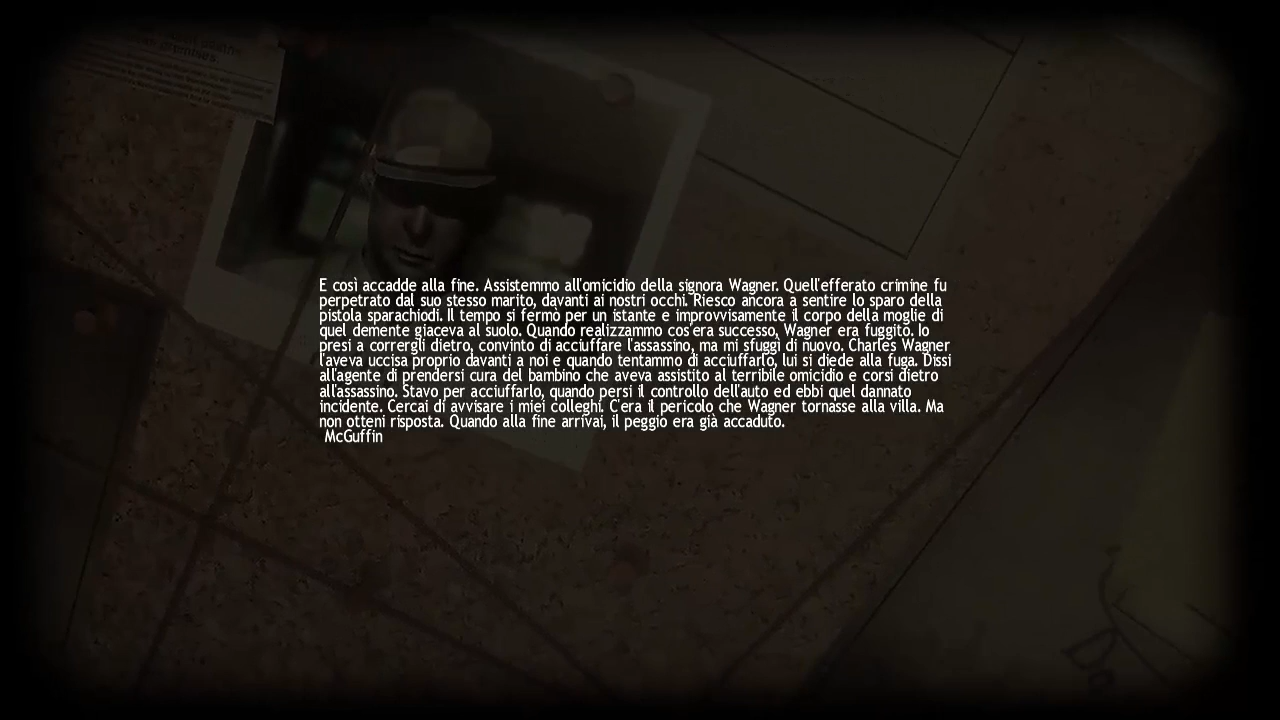 E così accadde alla fine. Assistemmo all'omicidio della signora Wagner. Quell'efferato crimine fu
perpetrato dal suo stesso marito, davanti ai nostri occhi. Riesco ancora a sentire lo sparo della
pistola sparachiodi. Il tempo si fermò per un istante e improvvisamente il corpo della moglie di
quel demente giaceva al suolo. Quando realizzammo cos'era successo, Wagner era fuggito. Io
presi a corrergli dietro, convinto di acciuffare l'assassino, ma mi sfuggì di nuovo. Charles Wagner
l'aveva uccisa proprio davanti a noi e quando tentammo di acciuffarlo, lui si diede alla fuga. Dissi
all'agente di prendersi cura del bambino che aveva assistito al terribile omicidio e corsi dietro
all'assassino. Stavo per acciuffarlo, quando persi il controllo dell'auto ed ebbi quel dannato
incidente. Cercai di avvisare i miei colleghi. C'era il pericolo che Wagner tornasse alla villa. Ma
non otteni risposta. Quando alla fine arrivai, il peggio era già accaduto.
McGuffin